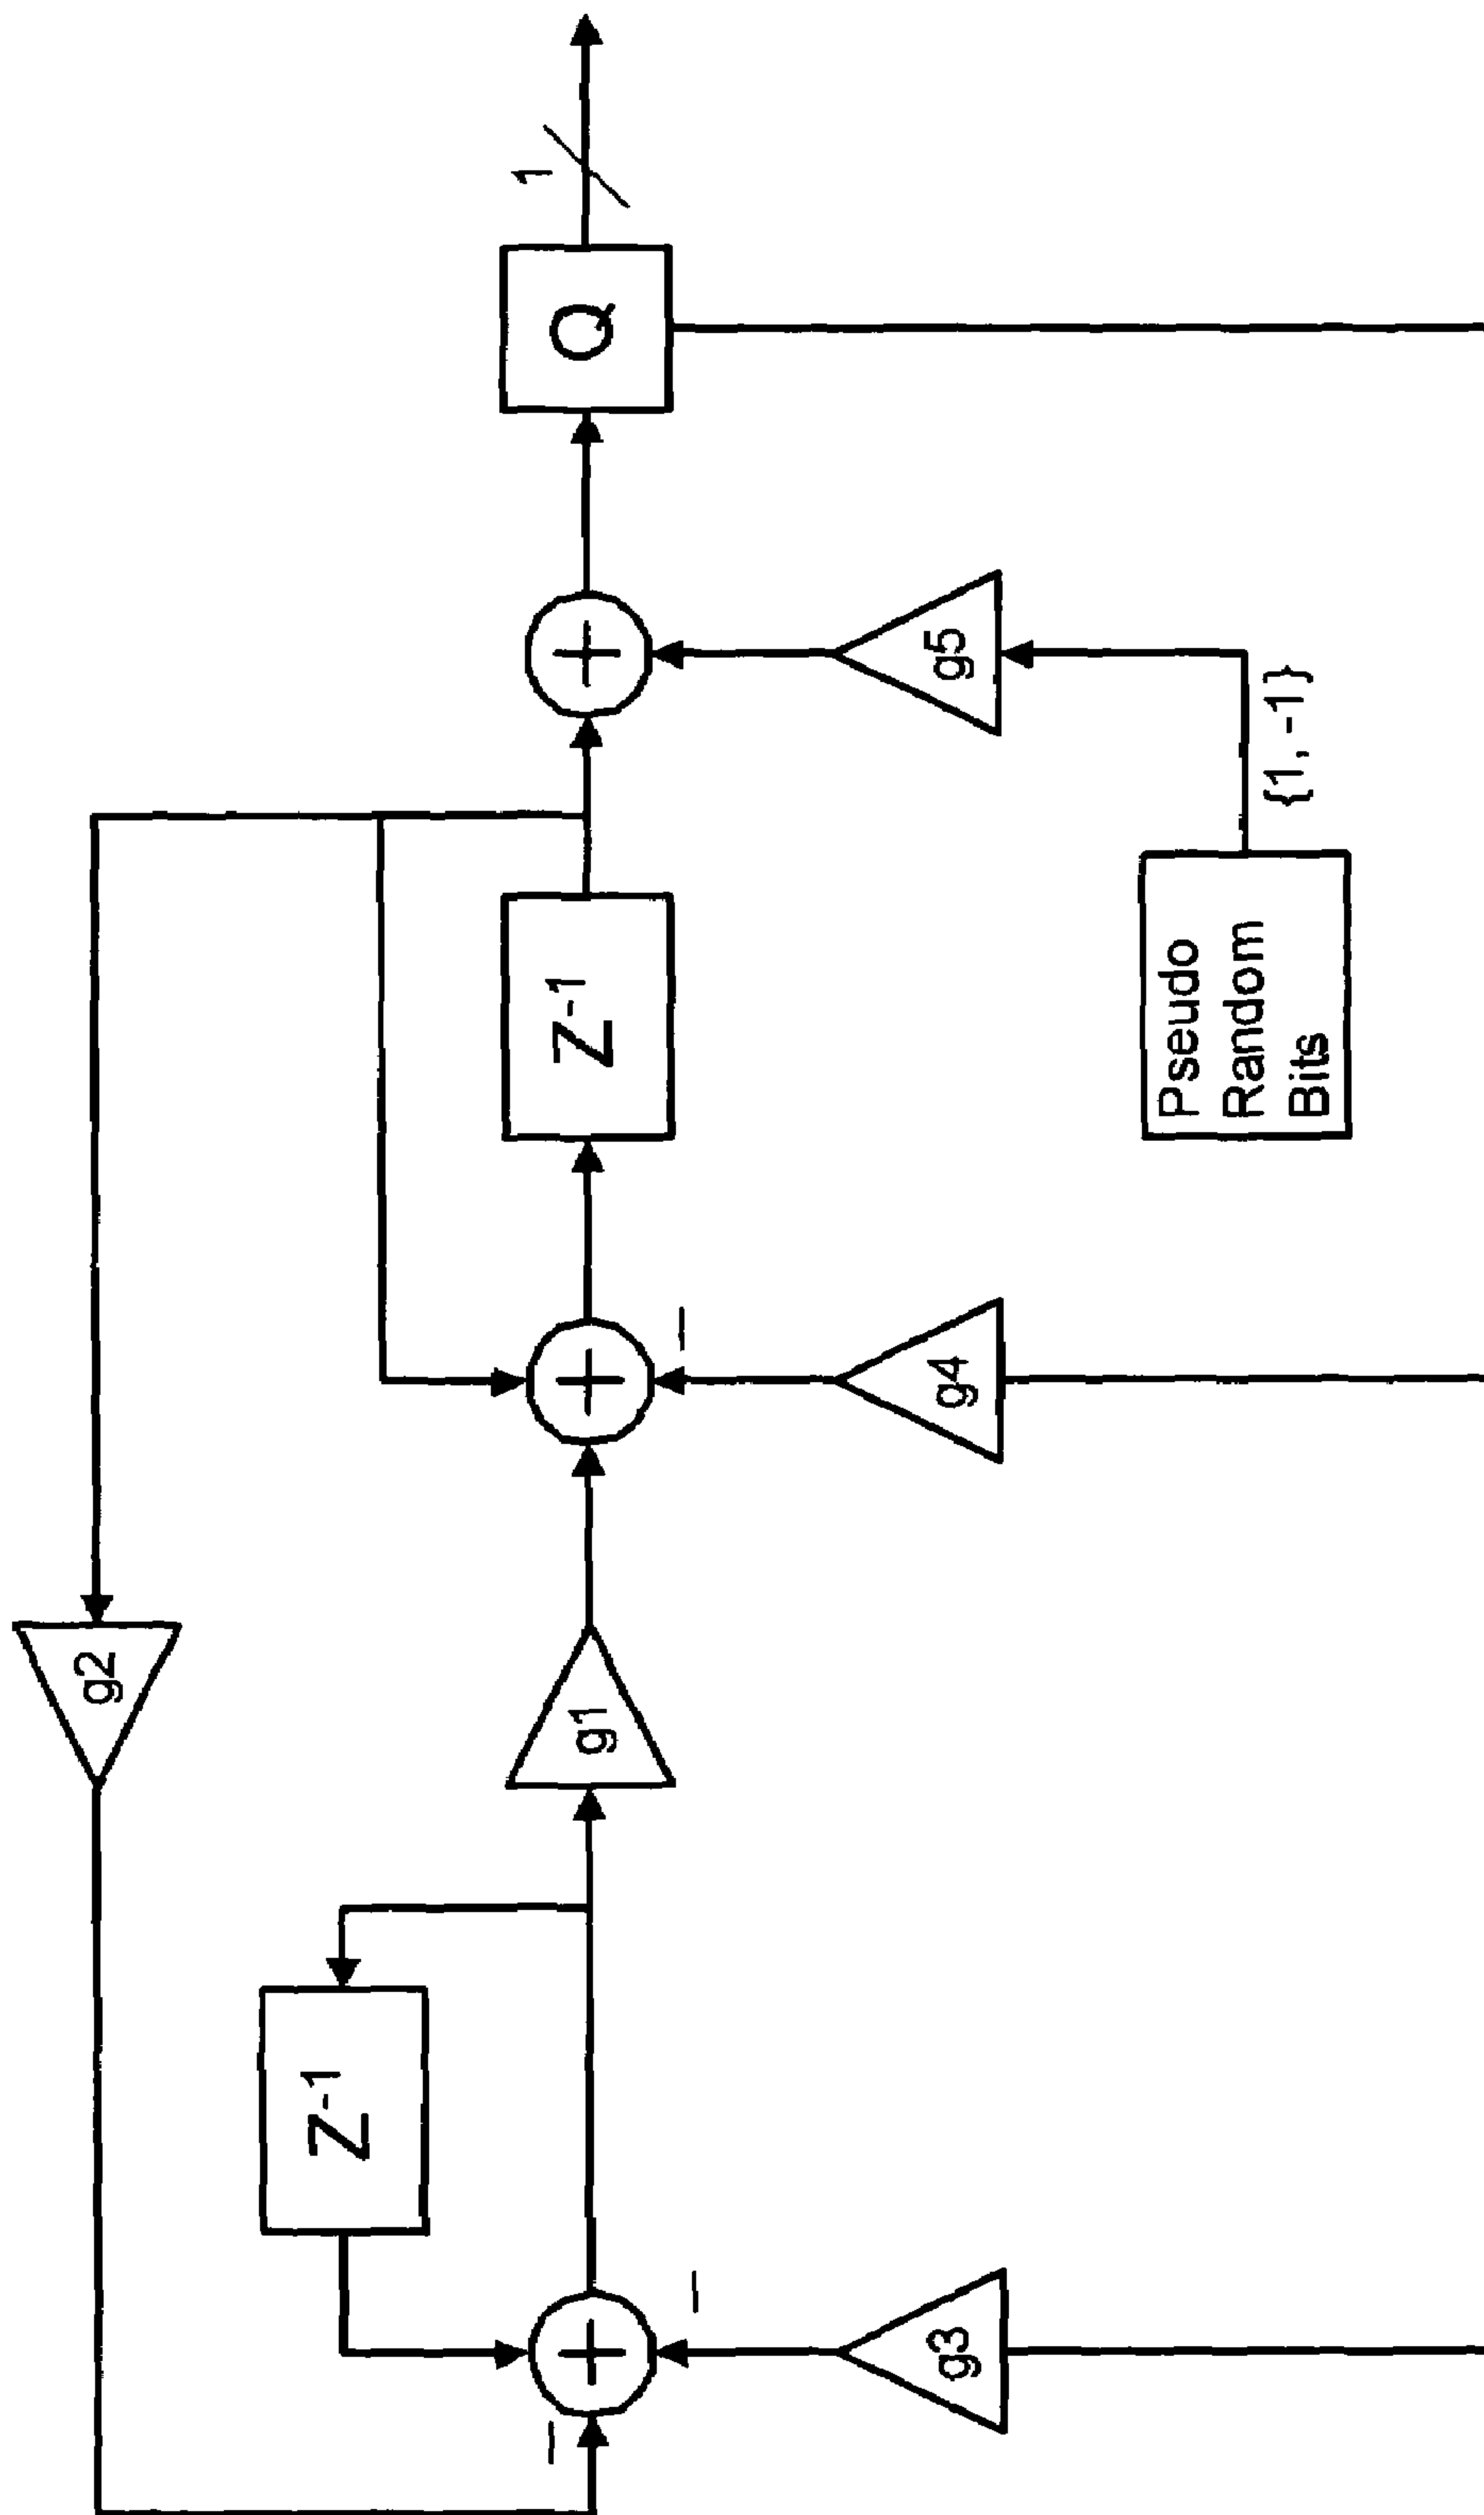 g2
Z⁻¹
g1
Z⁻¹
Q
1
−
−
−
g3
g4
g5
Pseudo
Random
Bits
{1, -1}